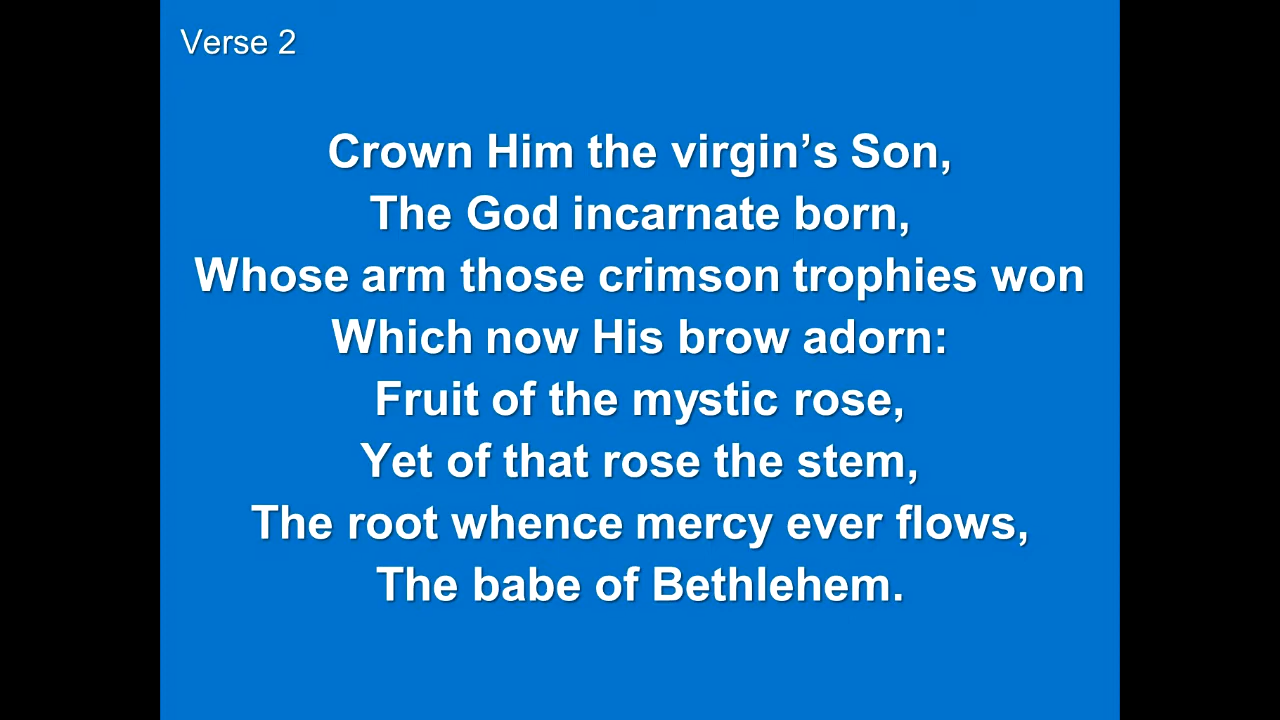 Verse 2
Crown Him the virgin’s Son,
The God incarnate born,
Whose arm those crimson trophies won
Which now His brow adorn:
Fruit of the mystic rose,
Yet of that rose the stem,
The root whence mercy ever flows,
The babe of Bethlehem.